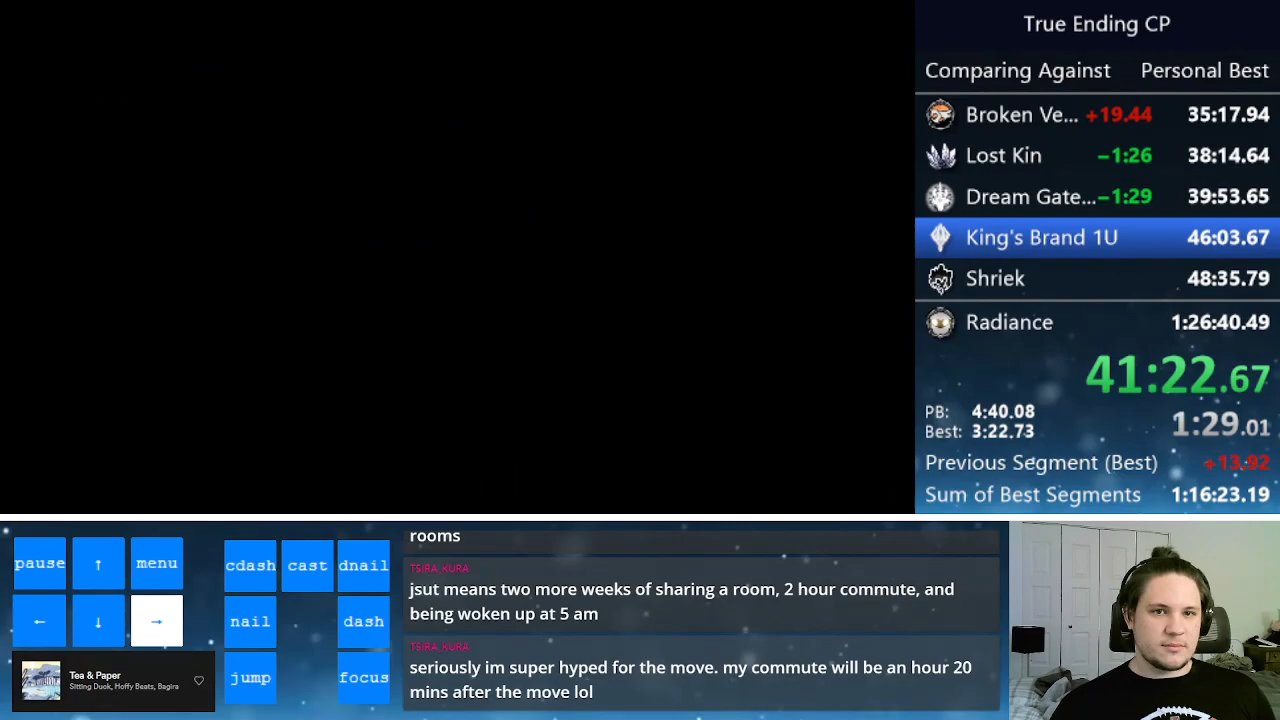 True Ending CP
Comparing Against Personal Best
Broken Ve... +19.44 35:17.94
Lost Kin −1:26 38:14.64
Dream Gate... −1:29 39:53.65
King's Brand 1U 46:03.67
Shriek 48:35.79
Radiance 1:26:40.49
41:22.67
PB: 4:40.08
Best: 3:22.73
1:29.01
Previous Segment (Best) +13.92
Sum of Best Segments 1:16:23.19
pause ↑ menu
← ↓ →
cdash cast dnail
nail dash
jump focus
Tea & Paper
Sitting Duck, Hoffy Beats, Bagira
rooms
TSIRA_KURA
jsut means two more weeks of sharing a room, 2 hour commute, and
being woken up at 5 am
TSIRA_KURA
seriously im super hyped for the move. my commute will be an hour 20
mins after the move lol